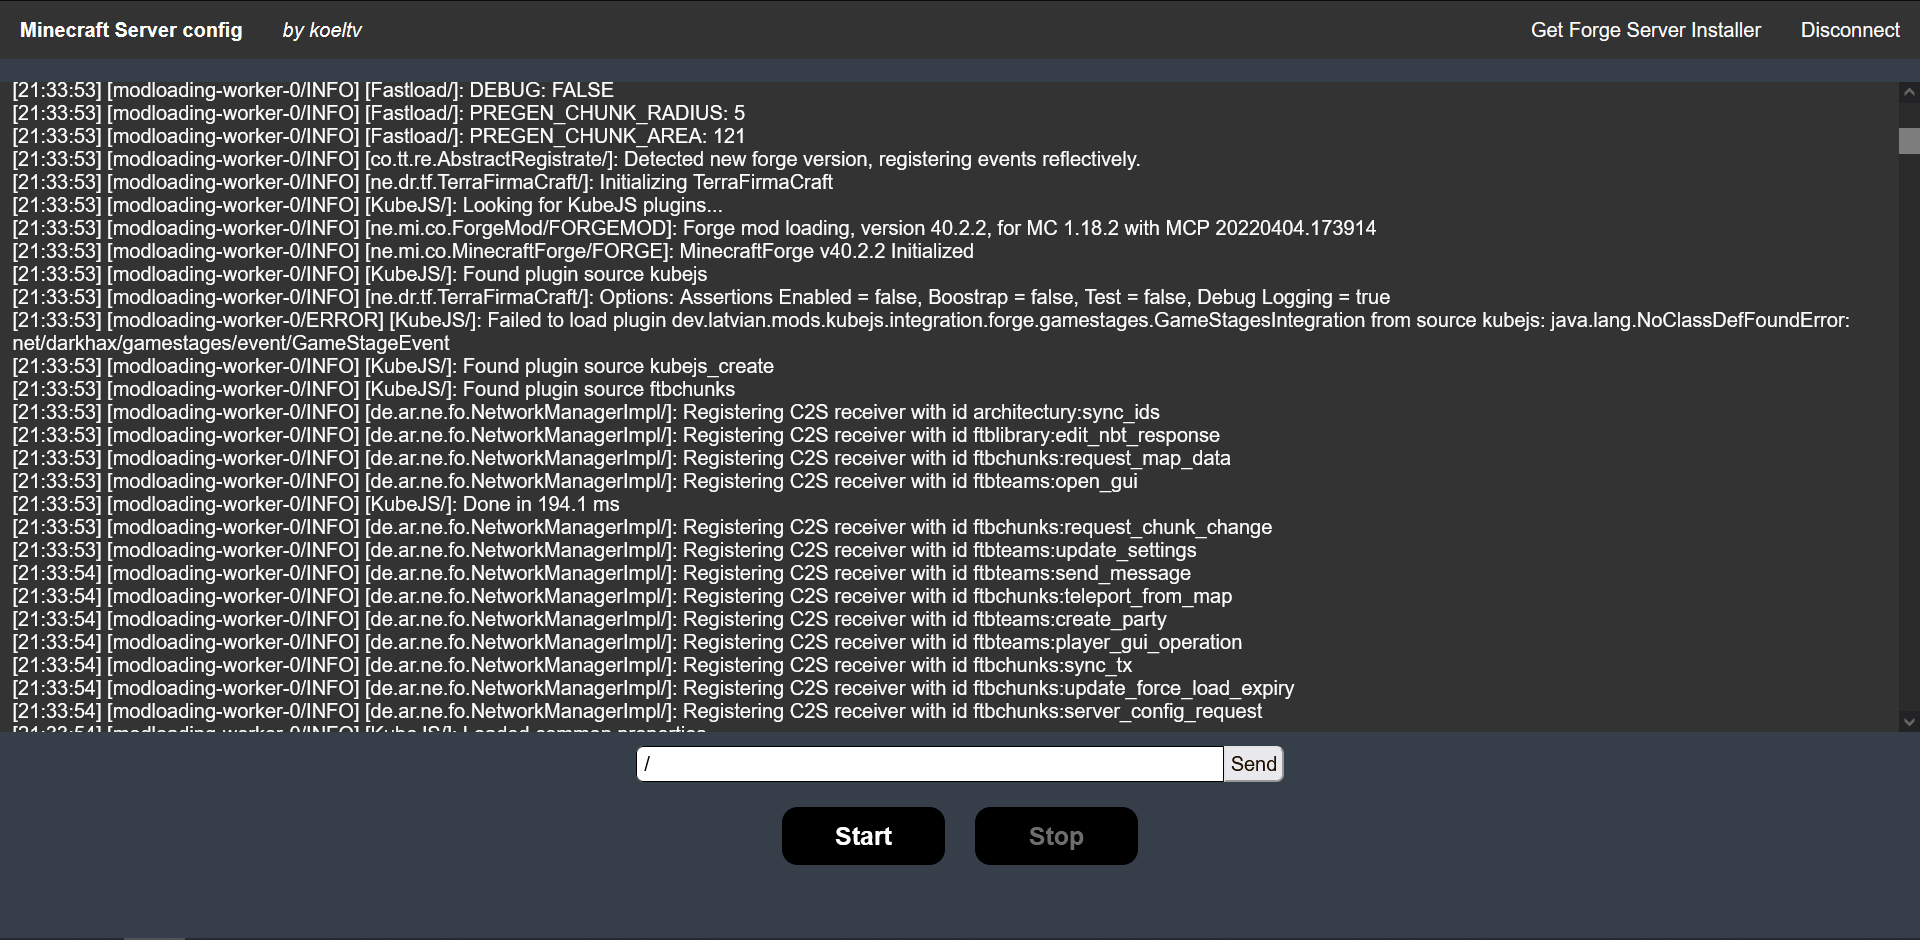 Minecraft Server config by koeltv Get Forge Server Installer Disconnect
[21:33:53] [modloading-worker-0/INFO] [Fastload/]: DEBUG: FALSE
[21:33:53] [modloading-worker-0/INFO] [Fastload/]: PREGEN_CHUNK_RADIUS: 5
[21:33:53] [modloading-worker-0/INFO] [Fastload/]: PREGEN_CHUNK_AREA: 121
[21:33:53] [modloading-worker-0/INFO] [co.tt.re.AbstractRegistrate/]: Detected new forge version, registering events reflectively.
[21:33:53] [modloading-worker-0/INFO] [ne.dr.tf.TerraFirmaCraft/]: Initializing TerraFirmaCraft
[21:33:53] [modloading-worker-0/INFO] [KubeJS/]: Looking for KubeJS plugins...
[21:33:53] [modloading-worker-0/INFO] [ne.mi.co.ForgeMod/FORGEMOD]: Forge mod loading, version 40.2.2, for MC 1.18.2 with MCP 20220404.173914
[21:33:53] [modloading-worker-0/INFO] [ne.mi.co.MinecraftForge/FORGE]: MinecraftForge v40.2.2 Initialized
[21:33:53] [modloading-worker-0/INFO] [KubeJS/]: Found plugin source kubejs
[21:33:53] [modloading-worker-0/INFO] [ne.dr.tf.TerraFirmaCraft/]: Options: Assertions Enabled = false, Boostrap = false, Test = false, Debug Logging = true
[21:33:53] [modloading-worker-0/ERROR] [KubeJS/]: Failed to load plugin dev.latvian.mods.kubejs.integration.forge.gamestages.GameStagesIntegration from source kubejs: java.lang.NoClassDefFoundError:
net/darkhax/gamestages/event/GameStageEvent
[21:33:53] [modloading-worker-0/INFO] [KubeJS/]: Found plugin source kubejs_create
[21:33:53] [modloading-worker-0/INFO] [KubeJS/]: Found plugin source ftbchunks
[21:33:53] [modloading-worker-0/INFO] [de.ar.ne.fo.NetworkManagerImpl/]: Registering C2S receiver with id architectury:sync_ids
[21:33:53] [modloading-worker-0/INFO] [de.ar.ne.fo.NetworkManagerImpl/]: Registering C2S receiver with id ftblibrary:edit_nbt_response
[21:33:53] [modloading-worker-0/INFO] [de.ar.ne.fo.NetworkManagerImpl/]: Registering C2S receiver with id ftbchunks:request_map_data
[21:33:53] [modloading-worker-0/INFO] [de.ar.ne.fo.NetworkManagerImpl/]: Registering C2S receiver with id ftbteams:open_gui
[21:33:53] [modloading-worker-0/INFO] [KubeJS/]: Done in 194.1 ms
[21:33:53] [modloading-worker-0/INFO] [de.ar.ne.fo.NetworkManagerImpl/]: Registering C2S receiver with id ftbchunks:request_chunk_change
[21:33:53] [modloading-worker-0/INFO] [de.ar.ne.fo.NetworkManagerImpl/]: Registering C2S receiver with id ftbteams:update_settings
[21:33:54] [modloading-worker-0/INFO] [de.ar.ne.fo.NetworkManagerImpl/]: Registering C2S receiver with id ftbteams:send_message
[21:33:54] [modloading-worker-0/INFO] [de.ar.ne.fo.NetworkManagerImpl/]: Registering C2S receiver with id ftbchunks:teleport_from_map
[21:33:54] [modloading-worker-0/INFO] [de.ar.ne.fo.NetworkManagerImpl/]: Registering C2S receiver with id ftbteams:create_party
[21:33:54] [modloading-worker-0/INFO] [de.ar.ne.fo.NetworkManagerImpl/]: Registering C2S receiver with id ftbteams:player_gui_operation
[21:33:54] [modloading-worker-0/INFO] [de.ar.ne.fo.NetworkManagerImpl/]: Registering C2S receiver with id ftbchunks:sync_tx
[21:33:54] [modloading-worker-0/INFO] [de.ar.ne.fo.NetworkManagerImpl/]: Registering C2S receiver with id ftbchunks:update_force_load_expiry
[21:33:54] [modloading-worker-0/INFO] [de.ar.ne.fo.NetworkManagerImpl/]: Registering C2S receiver with id ftbchunks:server_config_request
[21:33:54] [modloading-worker-0/INFO] [KubeJS/]: Loaded common.properties
/ Send
Start Stop